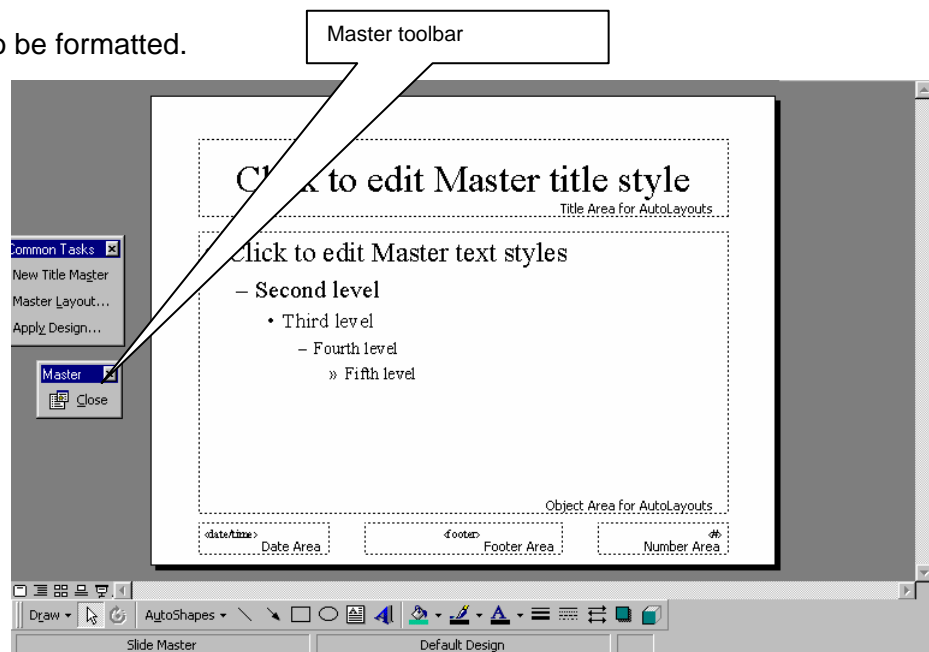 Master toolbar
o be formatted.
Click to edit Master title style
Title Area for AutoLayouts
Common Tasks
New Title Master
Master Layout...
Apply Design...
Click to edit Master text styles
– Second level
• Third level
– Fourth level
» Fifth level
Master
Close
Object Area for AutoLayouts
<date/time>
Date Area
<footer>
Footer Area
<#>
Number Area
Draw
AutoShapes
Slide Master
Default Design